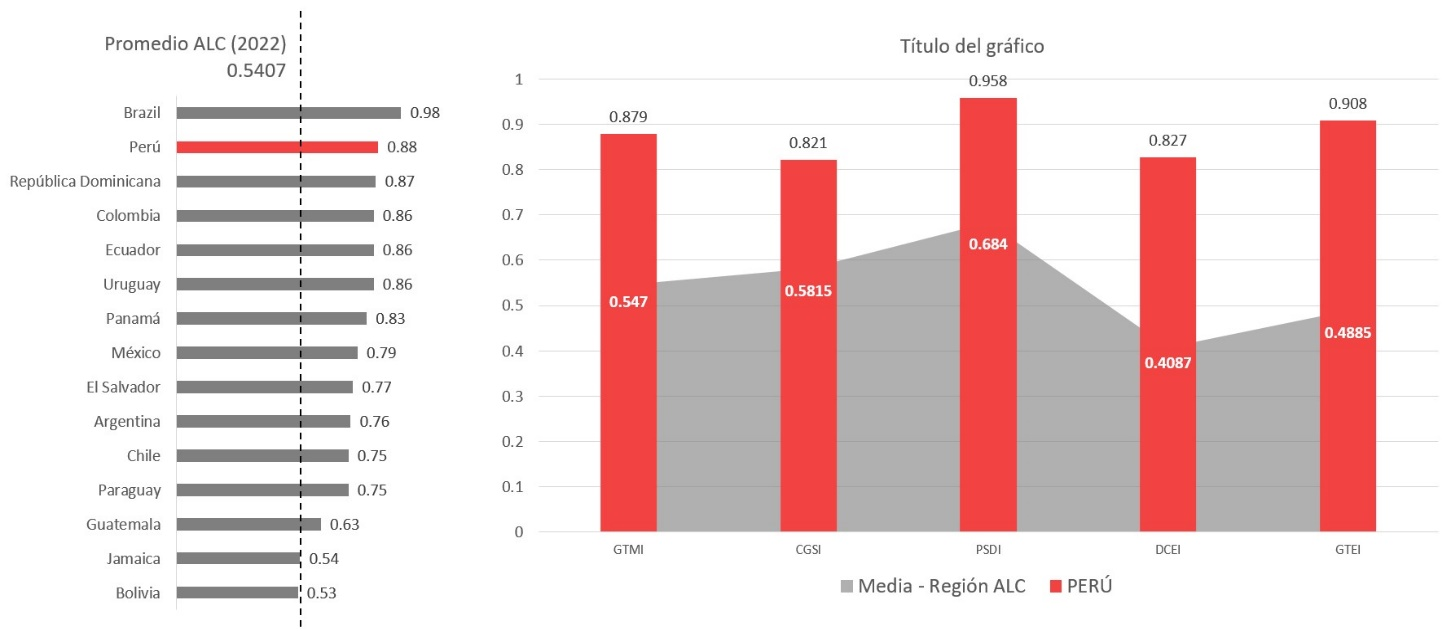 Promedio ALC (2022)
0.5407
Brazil 0.98
Perú 0.88
República Dominicana 0.87
Colombia 0.86
Ecuador 0.86
Uruguay 0.86
Panamá 0.83
México 0.79
El Salvador 0.77
Argentina 0.76
Chile 0.75
Paraguay 0.75
Guatemala 0.63
Jamaica 0.54
Bolivia 0.53
Título del gráfico
1
0.9
0.8
0.7
0.6
0.5
0.4
0.3
0.2
0.1
0
0.879 0.821 0.958 0.827 0.908
0.547 0.5815 0.684 0.4087 0.4885
GTMI CGSI PSDI DCEI GTEI
Media - Región ALC PERÚ